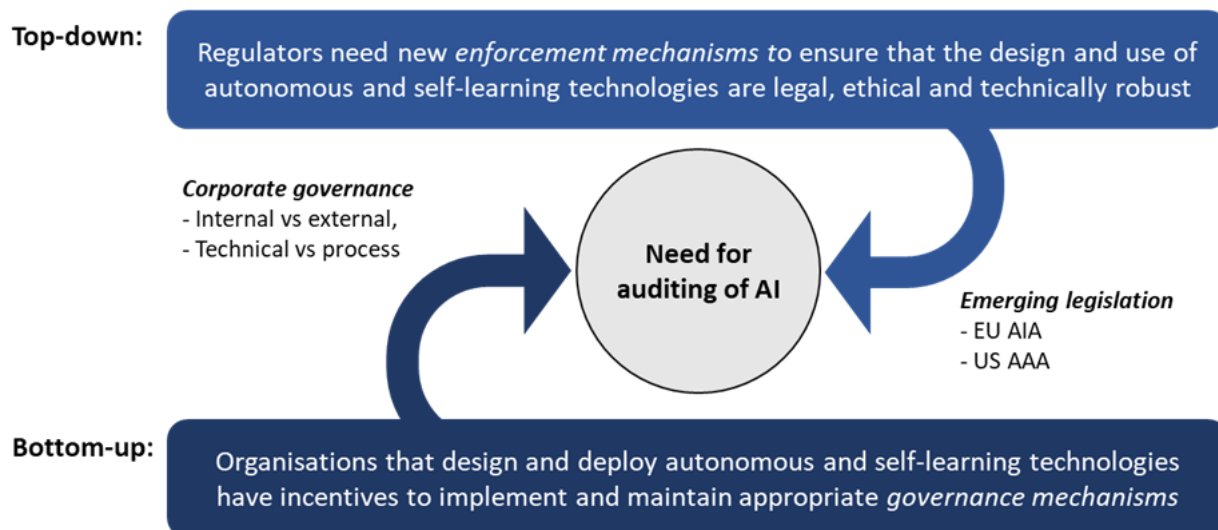 Top-down:
Regulators need new enforcement mechanisms to ensure that the design and use of
autonomous and self-learning technologies are legal, ethical and technically robust
Corporate governance
- Internal vs external,
- Technical vs process
Need for
auditing of AI
Emerging legislation
- EU AIA
- US AAA
Bottom-up:
Organisations that design and deploy autonomous and self-learning technologies
have incentives to implement and maintain appropriate governance mechanisms